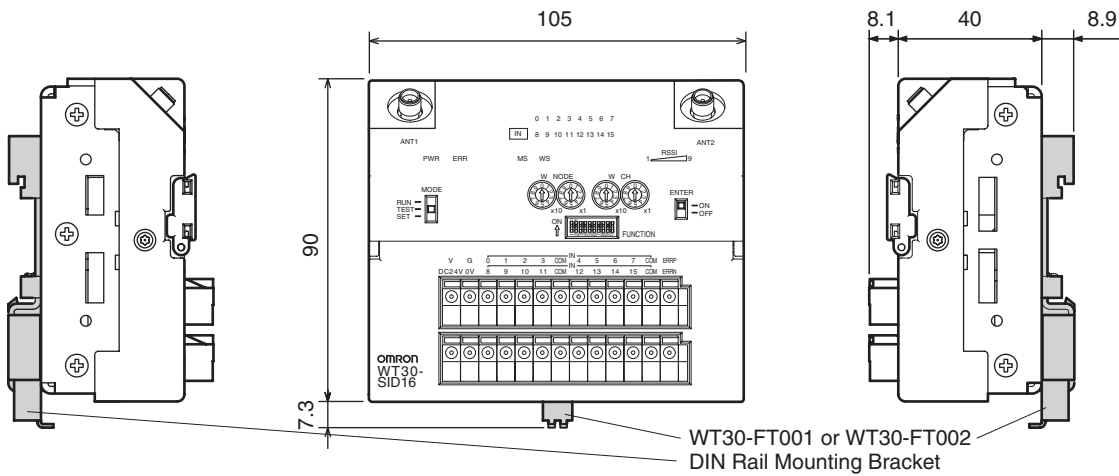 105
8.1
40
8.9
0 1 2 3 4 5 6 7
IN
8 9 10 11 12 13 14 15
ANT1
ANT2
PWR ERR MS WS
RSSI
1 9
MODE
RUN
TEST
SET
W NODE
W CH
x10 x1
x10 x1
ENTER
ON
OFF
ON
FUNCTION
90
7.3
IN
V G 0 1 2 3 COM 4 5 6 7 COM ERRP
IN
DC24V 0V 8 9 10 11 COM 12 13 14 15 COM ERRN
OMRON
WT30-
SID16
WT30-FT001 or WT30-FT002
DIN Rail Mounting Bracket